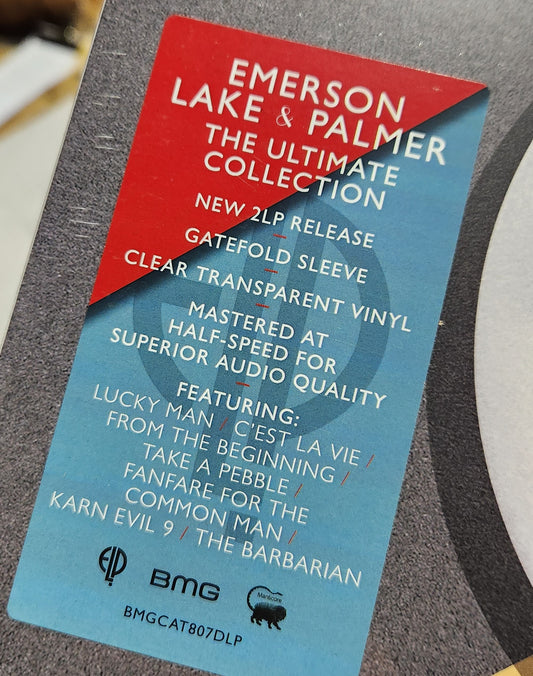 EMERSON
LAKE & PALMER
THE ULTIMATE
COLLECTION
NEW 2LP RELEASE
GATEFOLD SLEEVE
CLEAR TRANSPARENT VINYL
MASTERED AT
HALF-SPEED FOR
SUPERIOR AUDIO QUALITY
FEATURING:
LUCKY MAN / C'EST LA VIE /
FROM THE BEGINNING /
TAKE A PEBBLE /
FANFARE FOR THE
COMMON MAN /
KARN EVIL 9 / THE BARBARIAN
ELP BMG Manticore
BMGCAT807DLP